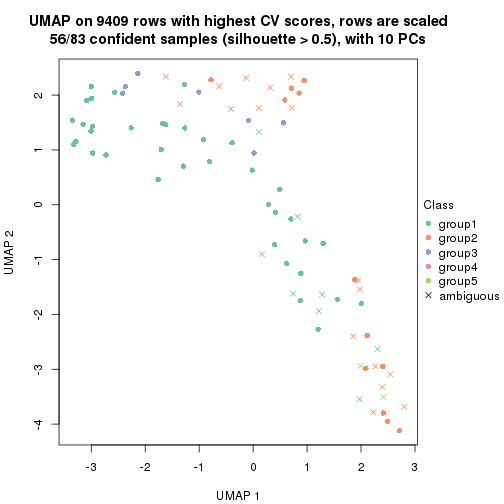 UMAP on 9409 rows with highest CV scores, rows are scaled
56/83 confident samples (silhouette > 0.5), with 10 PCs
2
1
0
-1
-2
-3
-4
UMAP 2
-3
-2
-1
0
1
2
3
UMAP 1
Class
group1
group2
group3
group4
group5
ambiguous